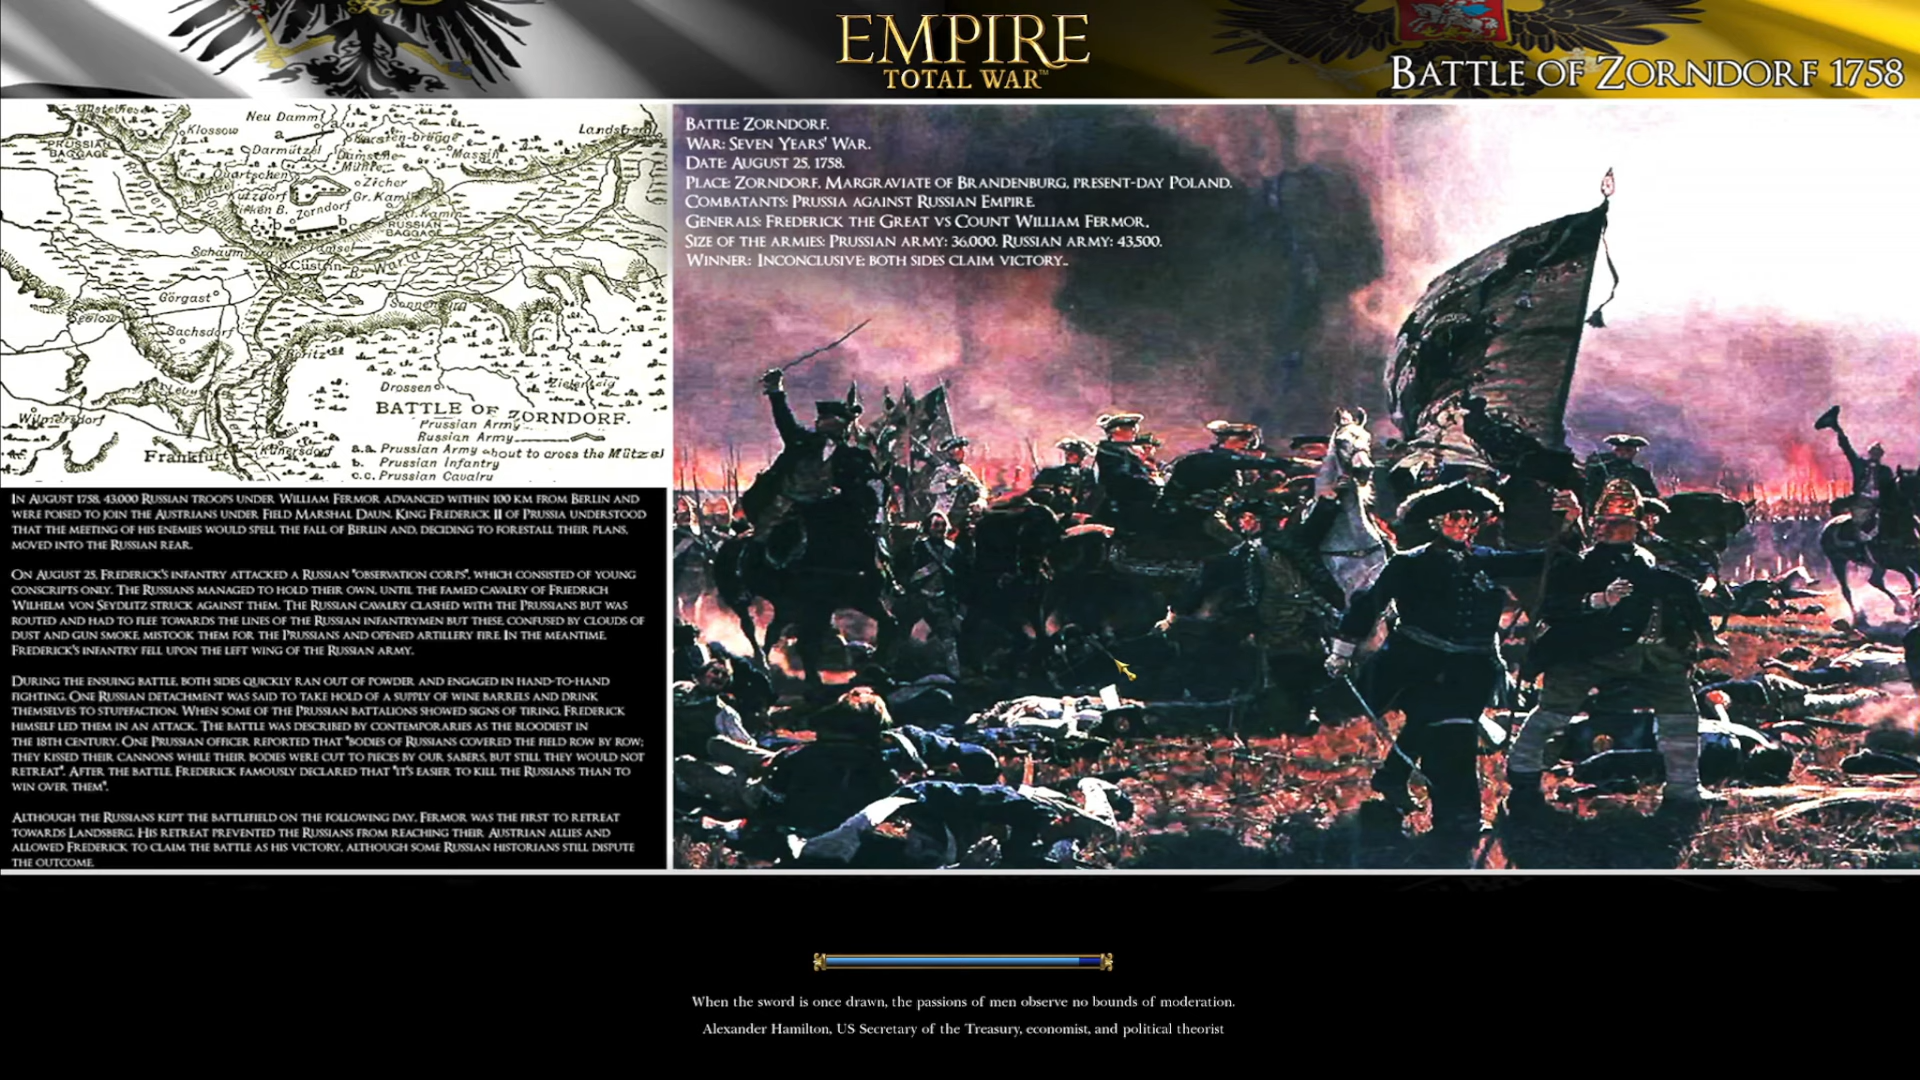 EMPIRE
TOTAL WAR™
BATTLE OF ZORNDORF 1758
Neu Damm
Klossow
a
Landsberg
PRUSSIAN
BAGGAGE
Darmützel
Massin
Quartschen
Zicher
Zorndorf
b
RUSSIAN
BAGGAGE
Cüstrin
Görgast
Sonnenburg
Seelow
Sachsdorf
Göritz
Drossen
BATTLE OF ZORNDORF.
Prussian Army
Russian Army
Frankfurt
Kunersdorf
a.a. Prussian Army about to cross the Mützel
b. Prussian Infantry
c.c. Prussian Cavalry
BATTLE: ZORNDORF.
WAR: SEVEN YEARS' WAR.
DATE: AUGUST 25, 1758.
PLACE: ZORNDORF, MARGRAVIATE OF BRANDENBURG, PRESENT-DAY POLAND.
COMBATANTS: PRUSSIA AGAINST RUSSIAN EMPIRE.
GENERALS: FREDERICK THE GREAT VS COUNT WILLIAM FERMOR.
SIZE OF THE ARMIES: PRUSSIAN ARMY: 36,000. RUSSIAN ARMY: 43,500.
WINNER: INCONCLUSIVE; BOTH SIDES CLAIM VICTORY..
IN AUGUST 1758, 43,000 RUSSIAN TROOPS UNDER WILLIAM FERMOR ADVANCED WITHIN 100 KM FROM BERLIN AND
WERE POISED TO JOIN THE AUSTRIANS UNDER FIELD MARSHAL DAUN. KING FREDERICK II OF PRUSSIA UNDERSTOOD
THAT THE MEETING OF HIS ENEMIES WOULD SPELL THE FALL OF BERLIN AND, DECIDING TO FORESTALL THEIR PLANS,
MOVED INTO THE RUSSIAN REAR.
ON AUGUST 25, FREDERICK'S INFANTRY ATTACKED A RUSSIAN "OBSERVATION CORPS", WHICH CONSISTED OF YOUNG
CONSCRIPTS ONLY. THE RUSSIANS MANAGED TO HOLD THEIR OWN, UNTIL THE FAMED CAVALRY OF FRIEDRICH
WILHELM VON SEYDLITZ STRUCK AGAINST THEM. THE RUSSIAN CAVALRY CLASHED WITH THE PRUSSIANS BUT WAS
ROUTED AND HAD TO FLEE TOWARDS THE LINES OF THE RUSSIAN INFANTRYMEN BUT THESE, CONFUSED BY CLOUDS OF
DUST AND GUN SMOKE, MISTOOK THEM FOR THE PRUSSIANS AND OPENED ARTILLERY FIRE. IN THE MEANTIME,
FREDERICK'S INFANTRY FELL UPON THE LEFT WING OF THE RUSSIAN ARMY.
DURING THE ENSUING BATTLE, BOTH SIDES QUICKLY RAN OUT OF POWDER AND ENGAGED IN HAND-TO-HAND
FIGHTING. ONE RUSSIAN DETACHMENT WAS SAID TO TAKE HOLD OF A SUPPLY OF WINE BARRELS AND DRINK
THEMSELVES TO STUPEFACTION. WHEN SOME OF THE PRUSSIAN BATTALIONS SHOWED SIGNS OF TIRING, FREDERICK
HIMSELF LED THEM IN AN ATTACK. THE BATTLE WAS DESCRIBED BY CONTEMPORARIES AS THE BLOODIEST IN
THE 18TH CENTURY. ONE PRUSSIAN OFFICER REPORTED THAT "BODIES OF RUSSIANS COVERED THE FIELD ROW BY ROW;
THEY KISSED THEIR CANNONS WHILE THEIR BODIES WERE CUT TO PIECES BY OUR SABERS, BUT STILL THEY WOULD NOT
RETREAT". AFTER THE BATTLE, FREDERICK FAMOUSLY DECLARED THAT "IT'S EASIER TO KILL THE RUSSIANS THAN TO
WIN OVER THEM".
ALTHOUGH THE RUSSIANS KEPT THE BATTLEFIELD ON THE FOLLOWING DAY, FERMOR WAS THE FIRST TO RETREAT
TOWARDS LANDSBERG. HIS RETREAT PREVENTED THE RUSSIANS FROM REACHING THEIR AUSTRIAN ALLIES AND
ALLOWED FREDERICK TO CLAIM THE BATTLE AS HIS VICTORY, ALTHOUGH SOME RUSSIAN HISTORIANS STILL DISPUTE
THE OUTCOME.
When the sword is once drawn, the passions of men observe no bounds of moderation.
Alexander Hamilton, US Secretary of the Treasury, economist, and political theorist